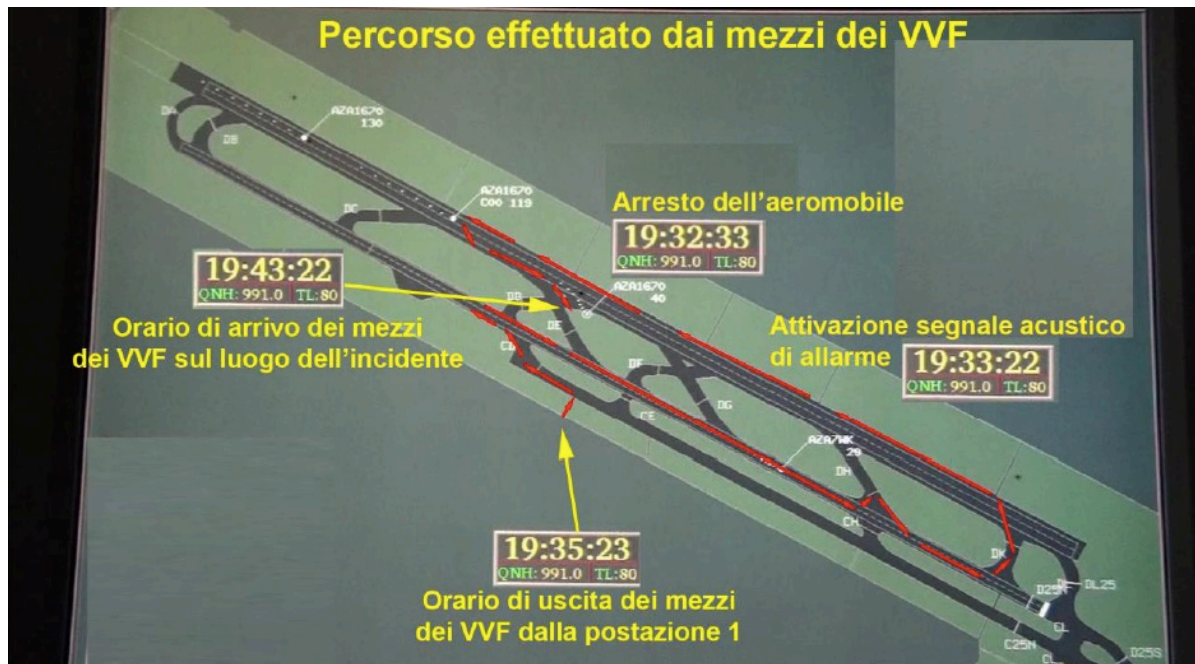 Percorso effettuato dai mezzi dei VVF
DA
DB
AZA1670
130
DC
AZA1670
C00 119
Arresto dell'aeromobile
19:32:33
QNH: 991.0 TL:80
19:43:22
QNH: 991.0 TL:80
AZA1670
40
Orario di arrivo dei mezzi
dei VVF sul luogo dell'incidente
DD
DE
CD
Attivazione segnale acustico
di allarme
19:33:22
QNH: 991.0 TL:80
DF
DG
CE
AZA7WK
29
DH
CH
19:35:23
QNH: 991.0 TL:80
Orario di uscita dei mezzi
dei VVF dalla postazione 1
DK
DL25
D25N
CL
C25N
D25S